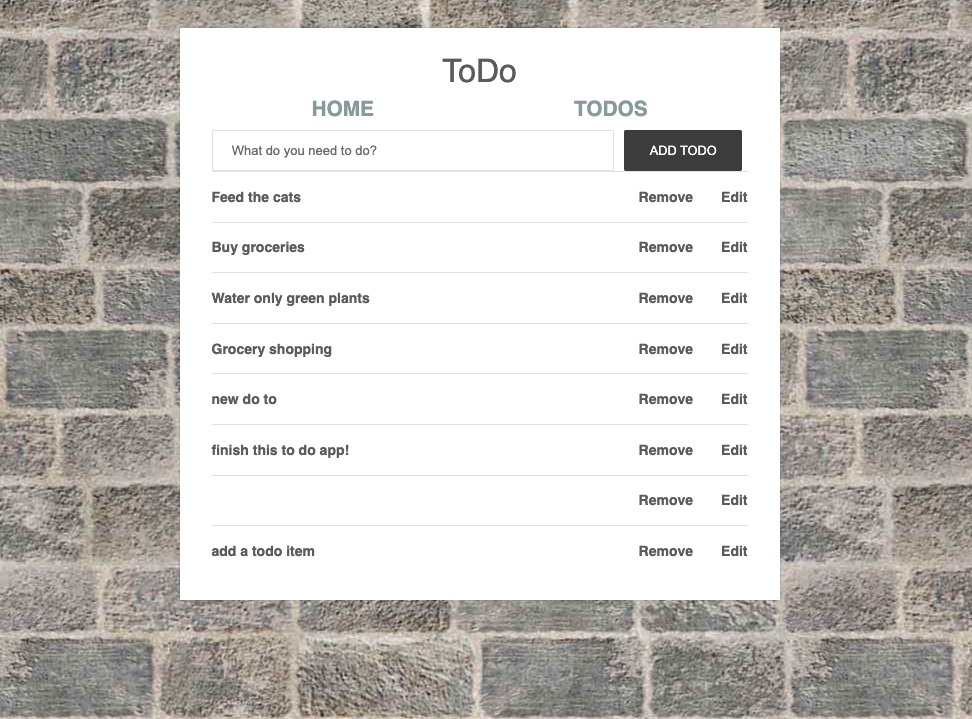 ToDo
HOME TODOS
What do you need to do? ADD TODO
Feed the cats Remove Edit
Buy groceries Remove Edit
Water only green plants Remove Edit
Grocery shopping Remove Edit
new do to Remove Edit
finish this to do app! Remove Edit
Remove Edit
add a todo item Remove Edit